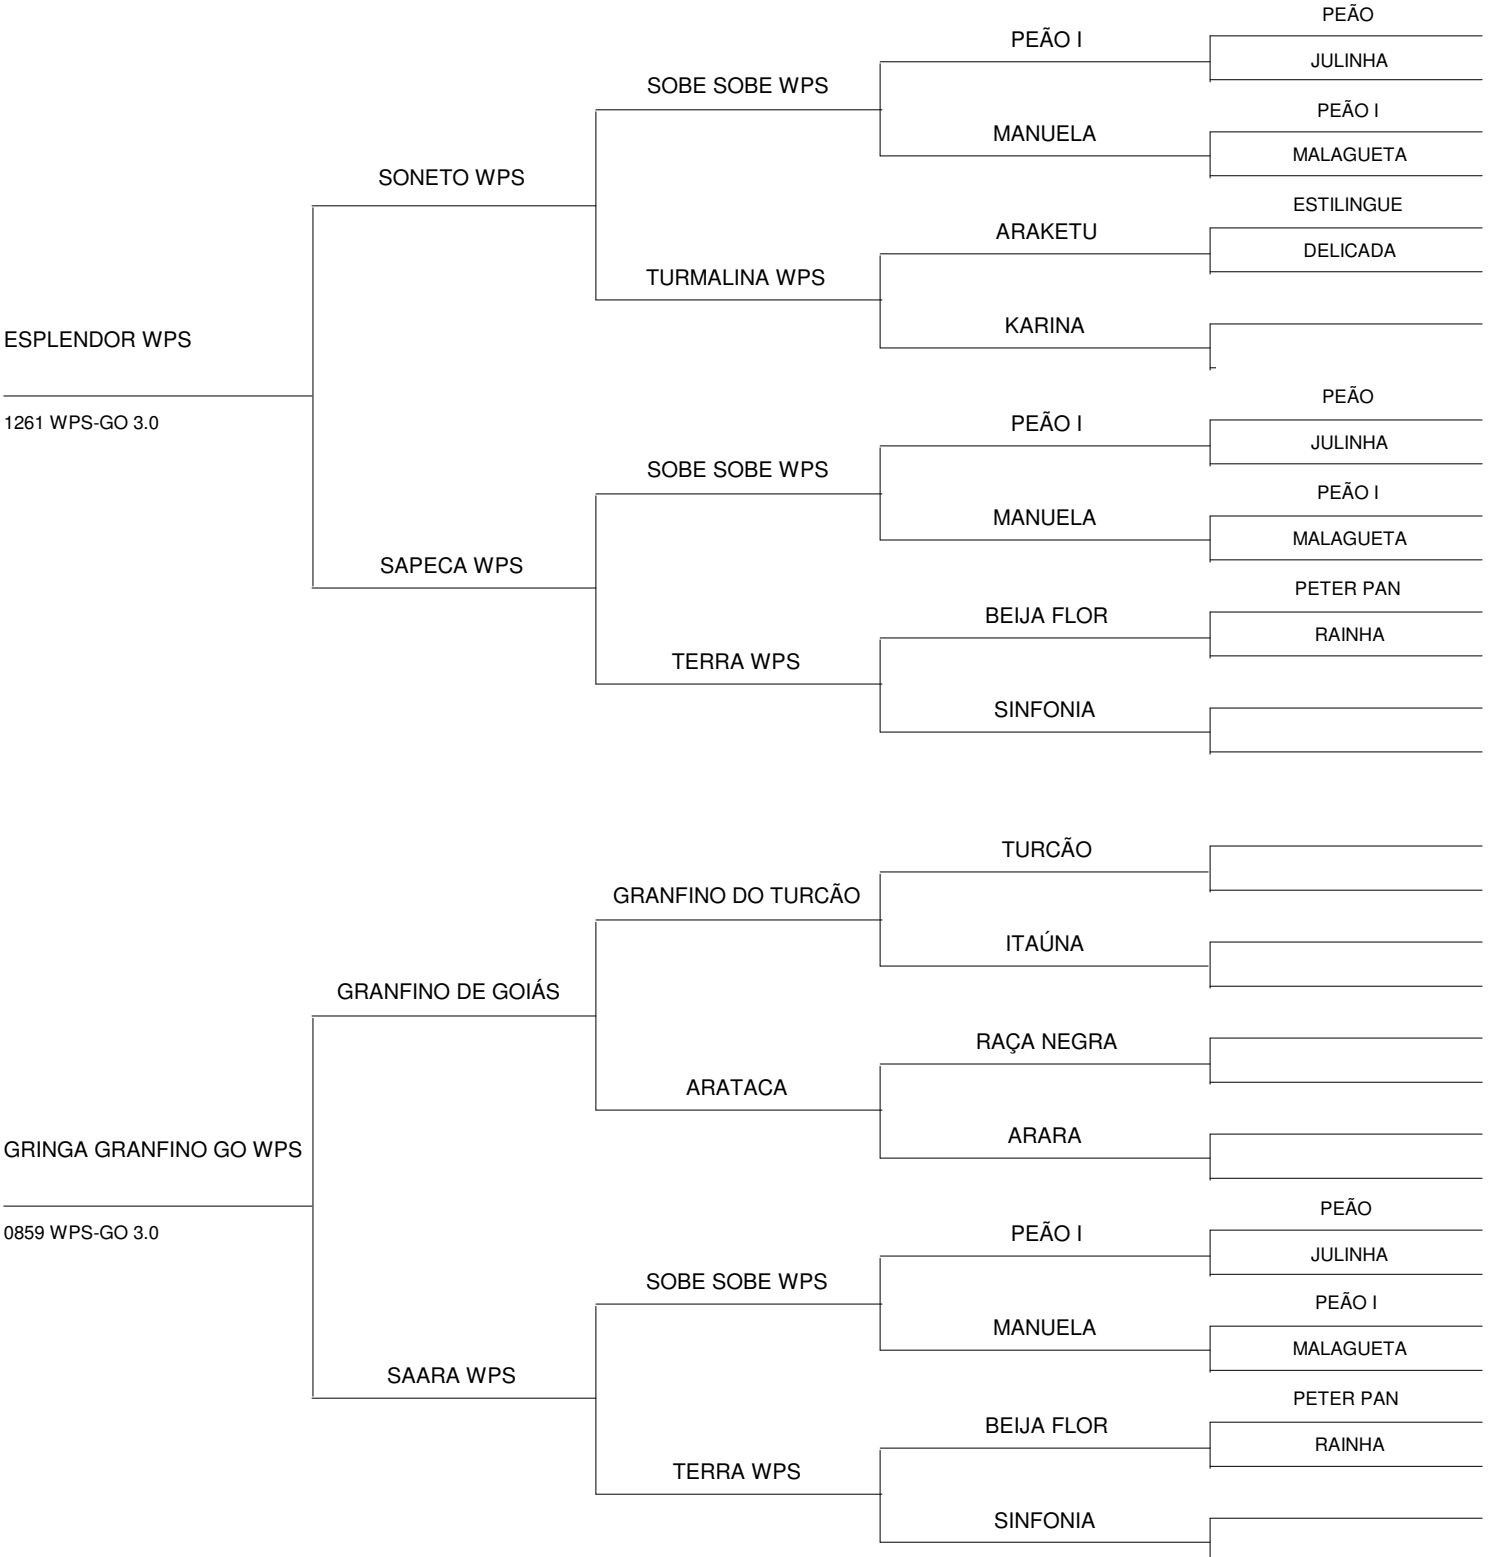 PEÃO
PEÃO I
JULINHA
SOBE SOBE WPS
PEÃO I
MANUELA
MALAGUETA
SONETO WPS
ESTILINGUE
ARAKETU
DELICADA
TURMALINA WPS
KARINA
ESPLENDOR WPS
PEÃO
1261 WPS-GO 3.0
PEÃO I
JULINHA
SOBE SOBE WPS
PEÃO I
MANUELA
MALAGUETA
SAPECA WPS
PETER PAN
BEIJA FLOR
RAINHA
TERRA WPS
SINFONIA
TURCÃO
GRANFINO DO TURCÃO
ITAÚNA
GRANFINO DE GOIÁS
RAÇA NEGRA
ARATACA
ARARA
GRINGA GRANFINO GO WPS
PEÃO
0859 WPS-GO 3.0
PEÃO I
JULINHA
SOBE SOBE WPS
PEÃO I
MANUELA
MALAGUETA
SAARA WPS
PETER PAN
BEIJA FLOR
RAINHA
TERRA WPS
SINFONIA